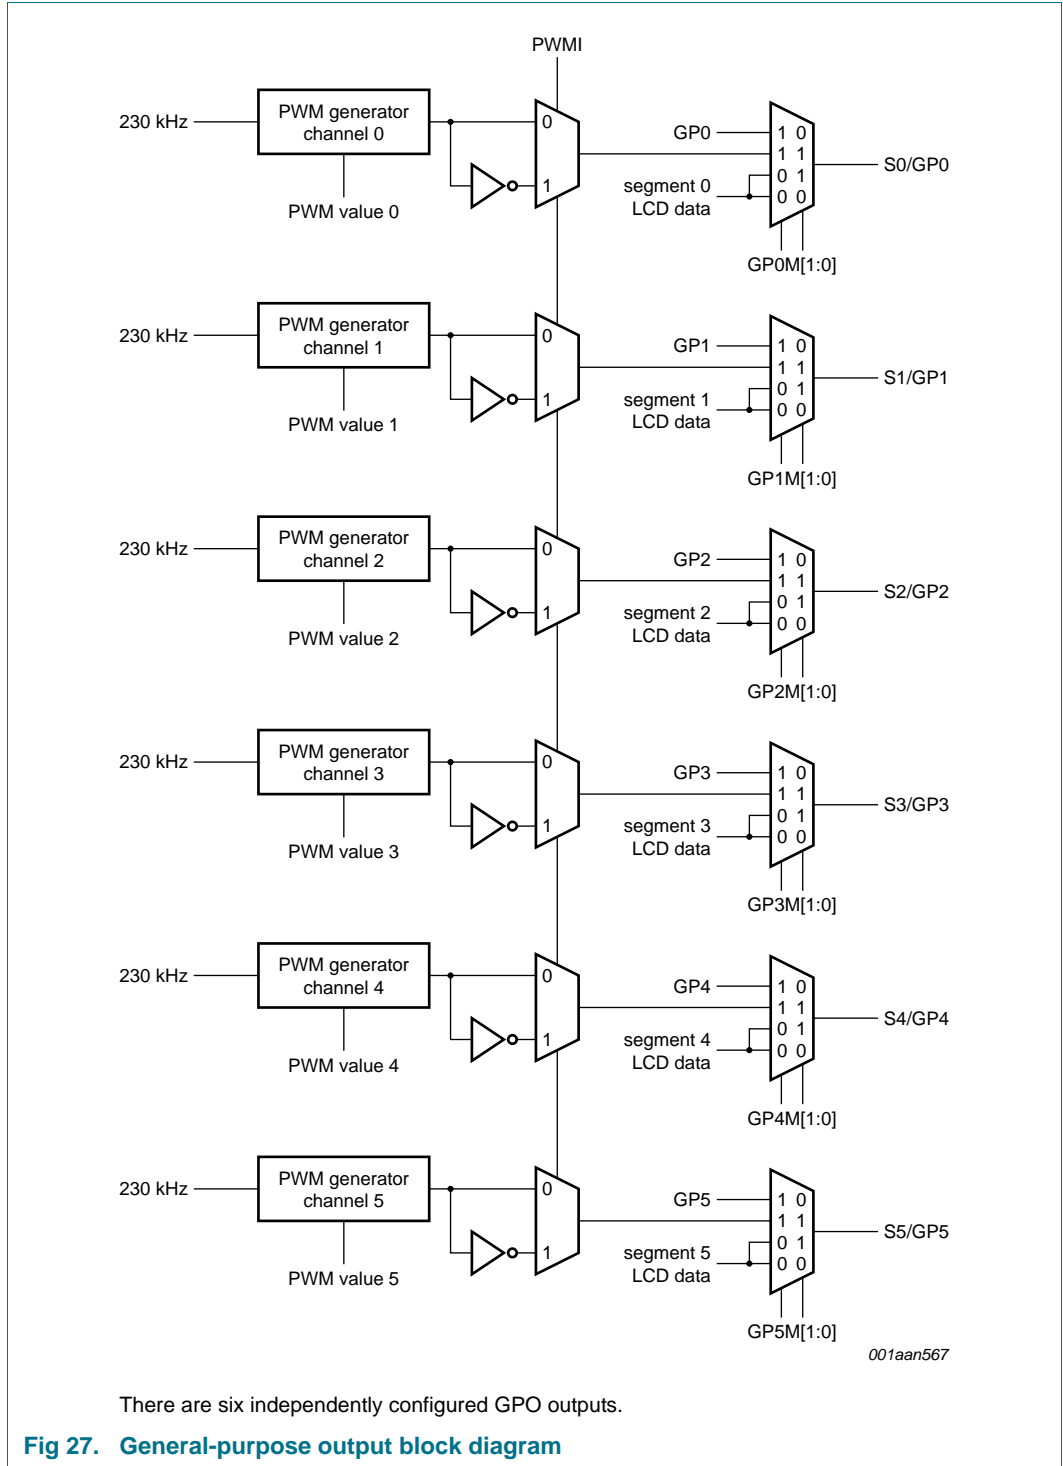 PWMI
PWM generator
channel 0
230 kHz
PWM value 0
0
1
GP0
segment 0
LCD data
1 0
1 1
0 1
0 0
S0/GP0
GP0M[1:0]
PWM generator
channel 1
230 kHz
PWM value 1
0
1
GP1
segment 1
LCD data
1 0
1 1
0 1
0 0
S1/GP1
GP1M[1:0]
PWM generator
channel 2
230 kHz
PWM value 2
0
1
GP2
segment 2
LCD data
1 0
1 1
0 1
0 0
S2/GP2
GP2M[1:0]
PWM generator
channel 3
230 kHz
PWM value 3
0
1
GP3
segment 3
LCD data
1 0
1 1
0 1
0 0
S3/GP3
GP3M[1:0]
PWM generator
channel 4
230 kHz
PWM value 4
0
1
GP4
segment 4
LCD data
1 0
1 1
0 1
0 0
S4/GP4
GP4M[1:0]
PWM generator
channel 5
230 kHz
PWM value 5
0
1
GP5
segment 5
LCD data
1 0
1 1
0 1
0 0
S5/GP5
GP5M[1:0]
001aan567
There are six independently configured GPO outputs.
Fig 27. General-purpose output block diagram